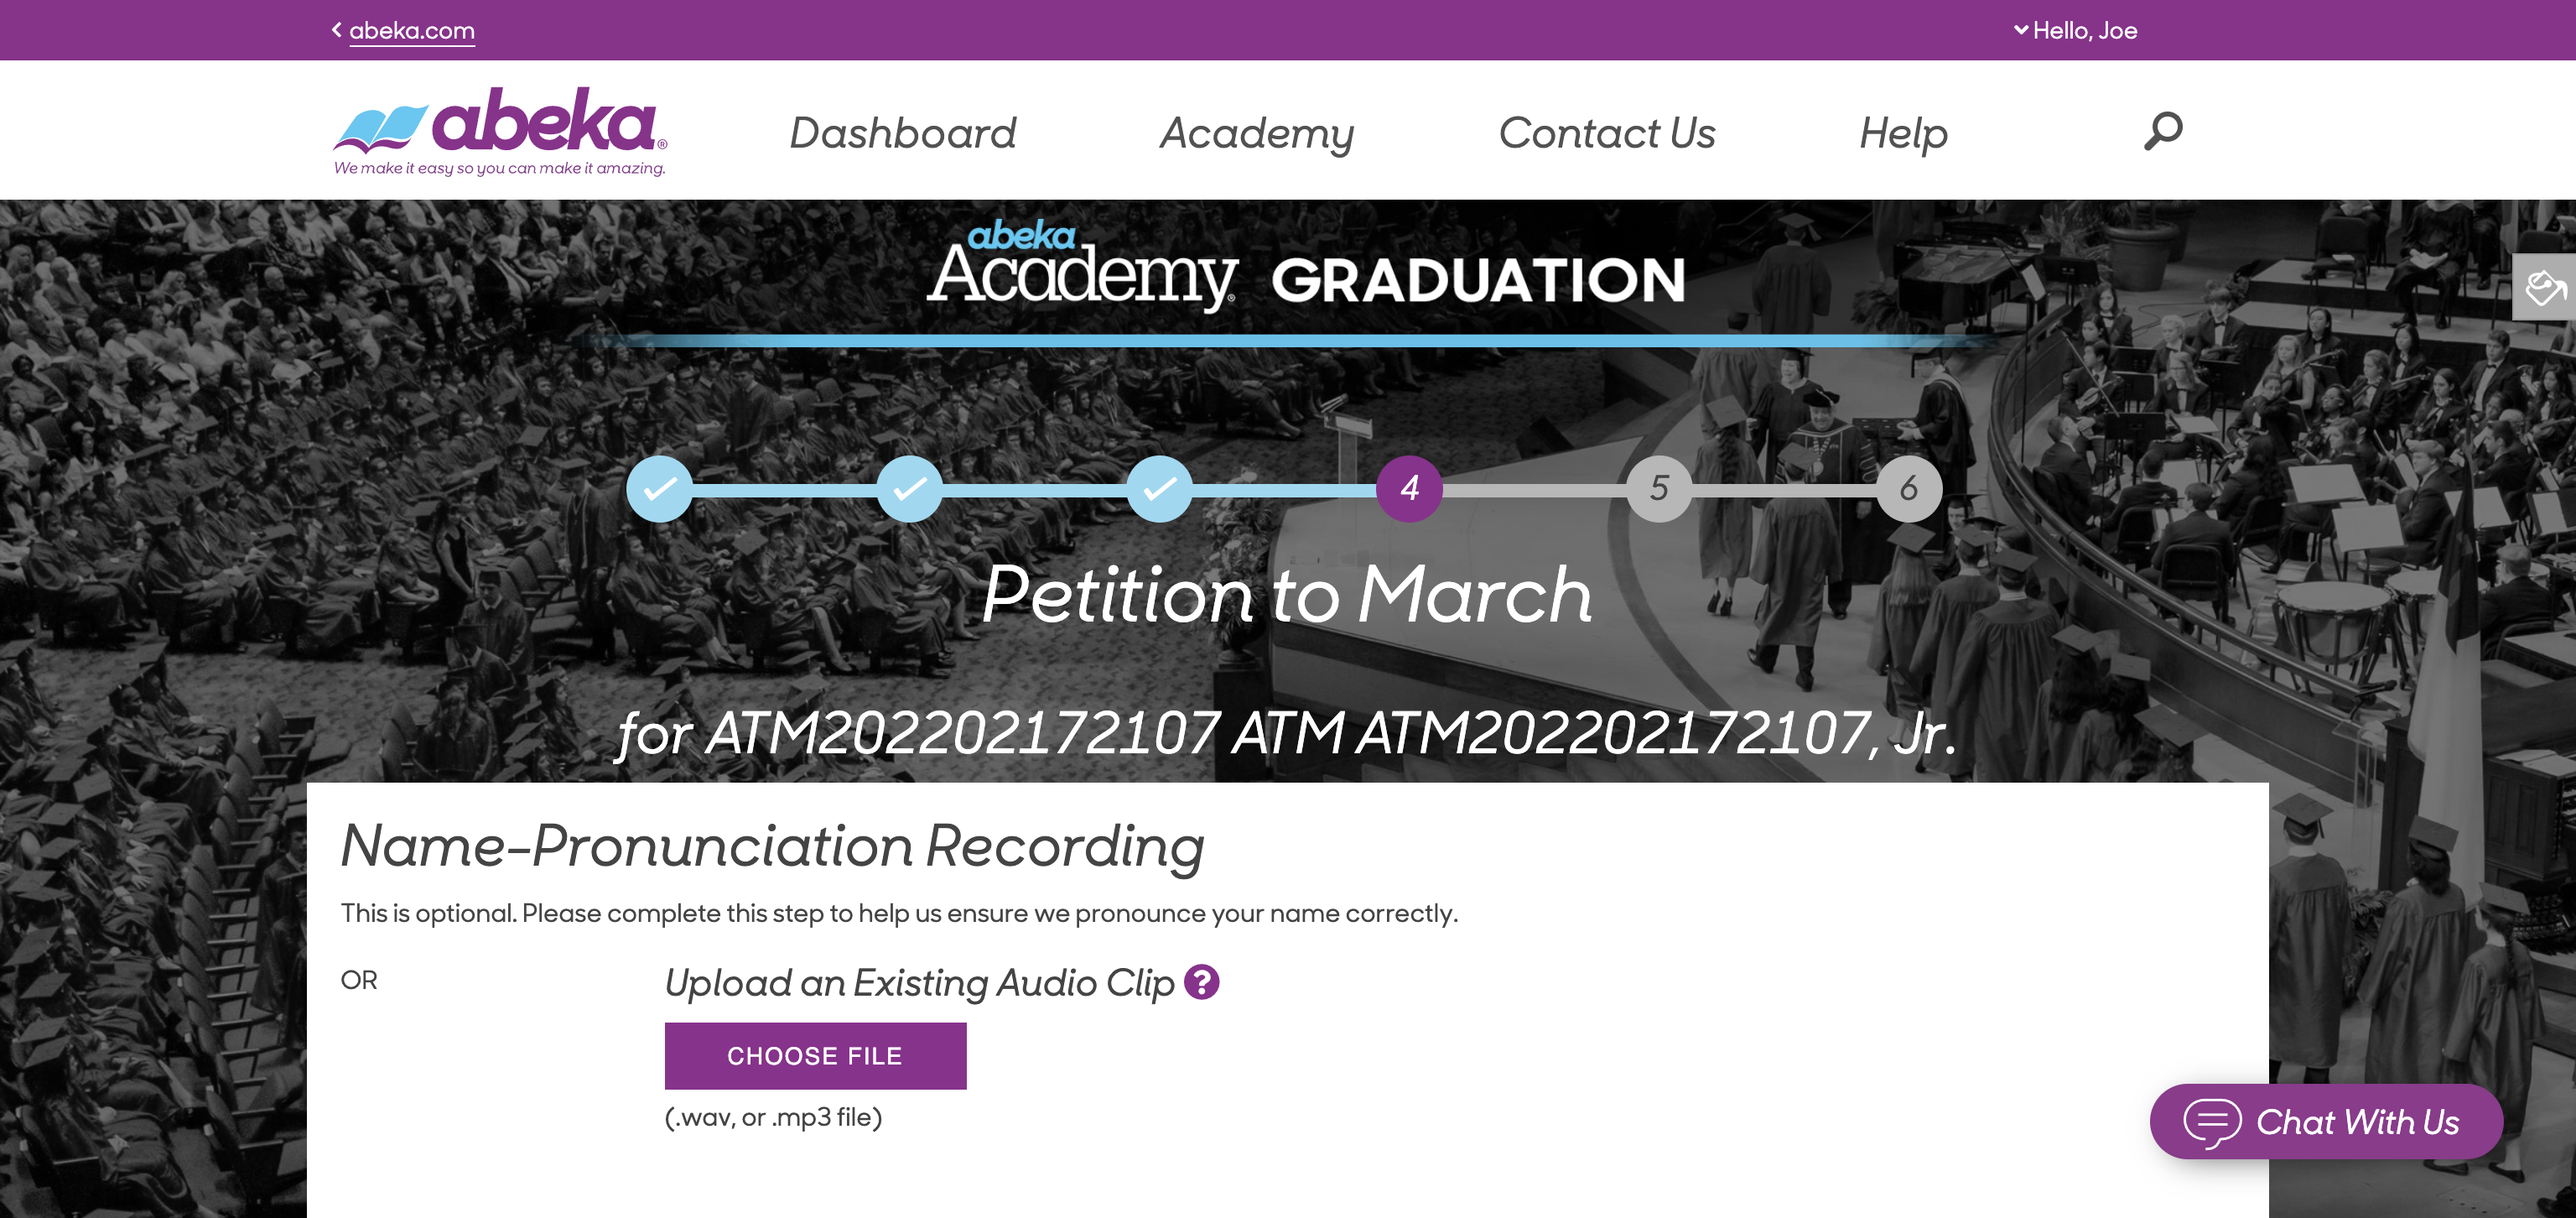 abeka.com
Hello, Joe
abeka®
We make it easy so you can make it amazing.
Dashboard
Academy
Contact Us
Help
abeka
Academy® GRADUATION
4
5
6
Petition to March
for ATM202202172107 ATM ATM202202172107, Jr.
Name-Pronunciation Recording
This is optional. Please complete this step to help us ensure we pronounce your name correctly.
OR
Upload an Existing Audio Clip ?
CHOOSE FILE
(.wav, or .mp3 file)
Chat With Us